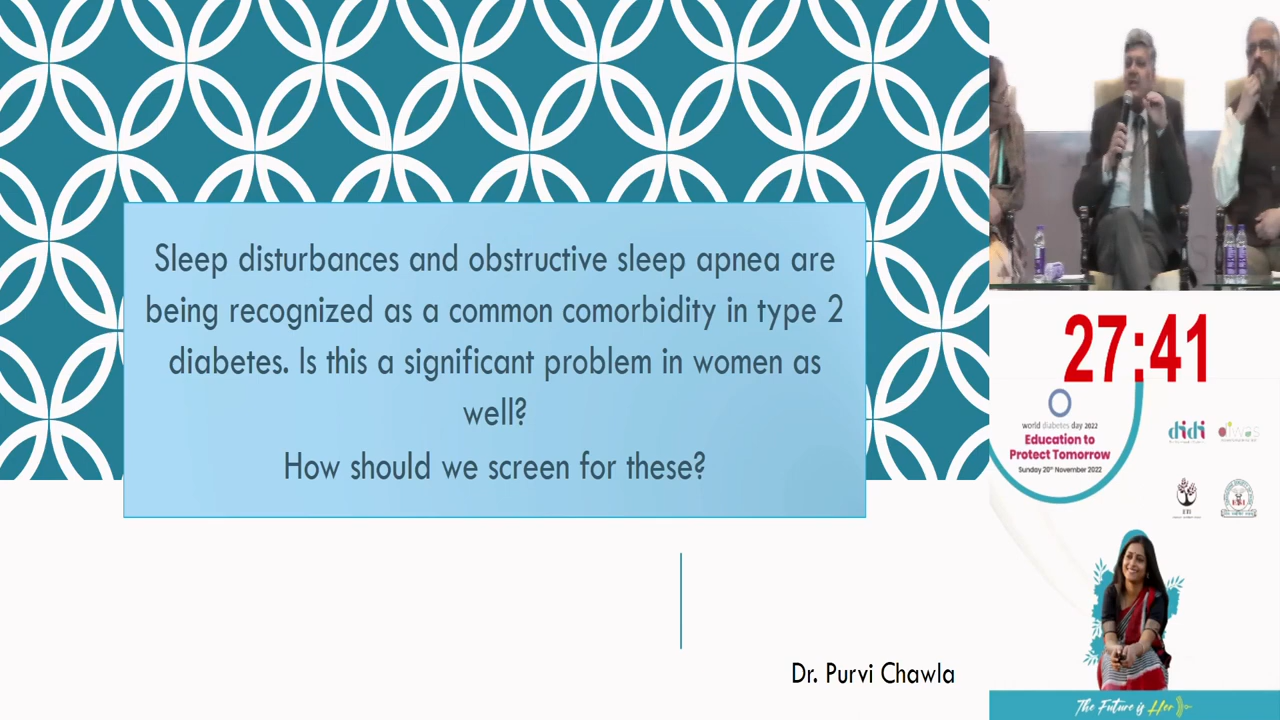 Sleep disturbances and obstructive sleep apnea are
being recognized as a common comorbidity in type 2
diabetes. Is this a significant problem in women as
well?
How should we screen for these?
Dr. Purvi Chawla
27:41
world diabetes day 2022
Education to
Protect Tomorrow
Sunday 20th November 2022
didi
The Future is Her